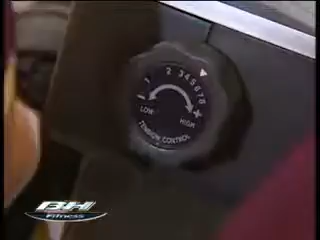 1 2 3 4 5 6 7 8
- +
LOW HIGH
TENSION CONTROL
BH
Fitness